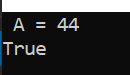 A = 44
True